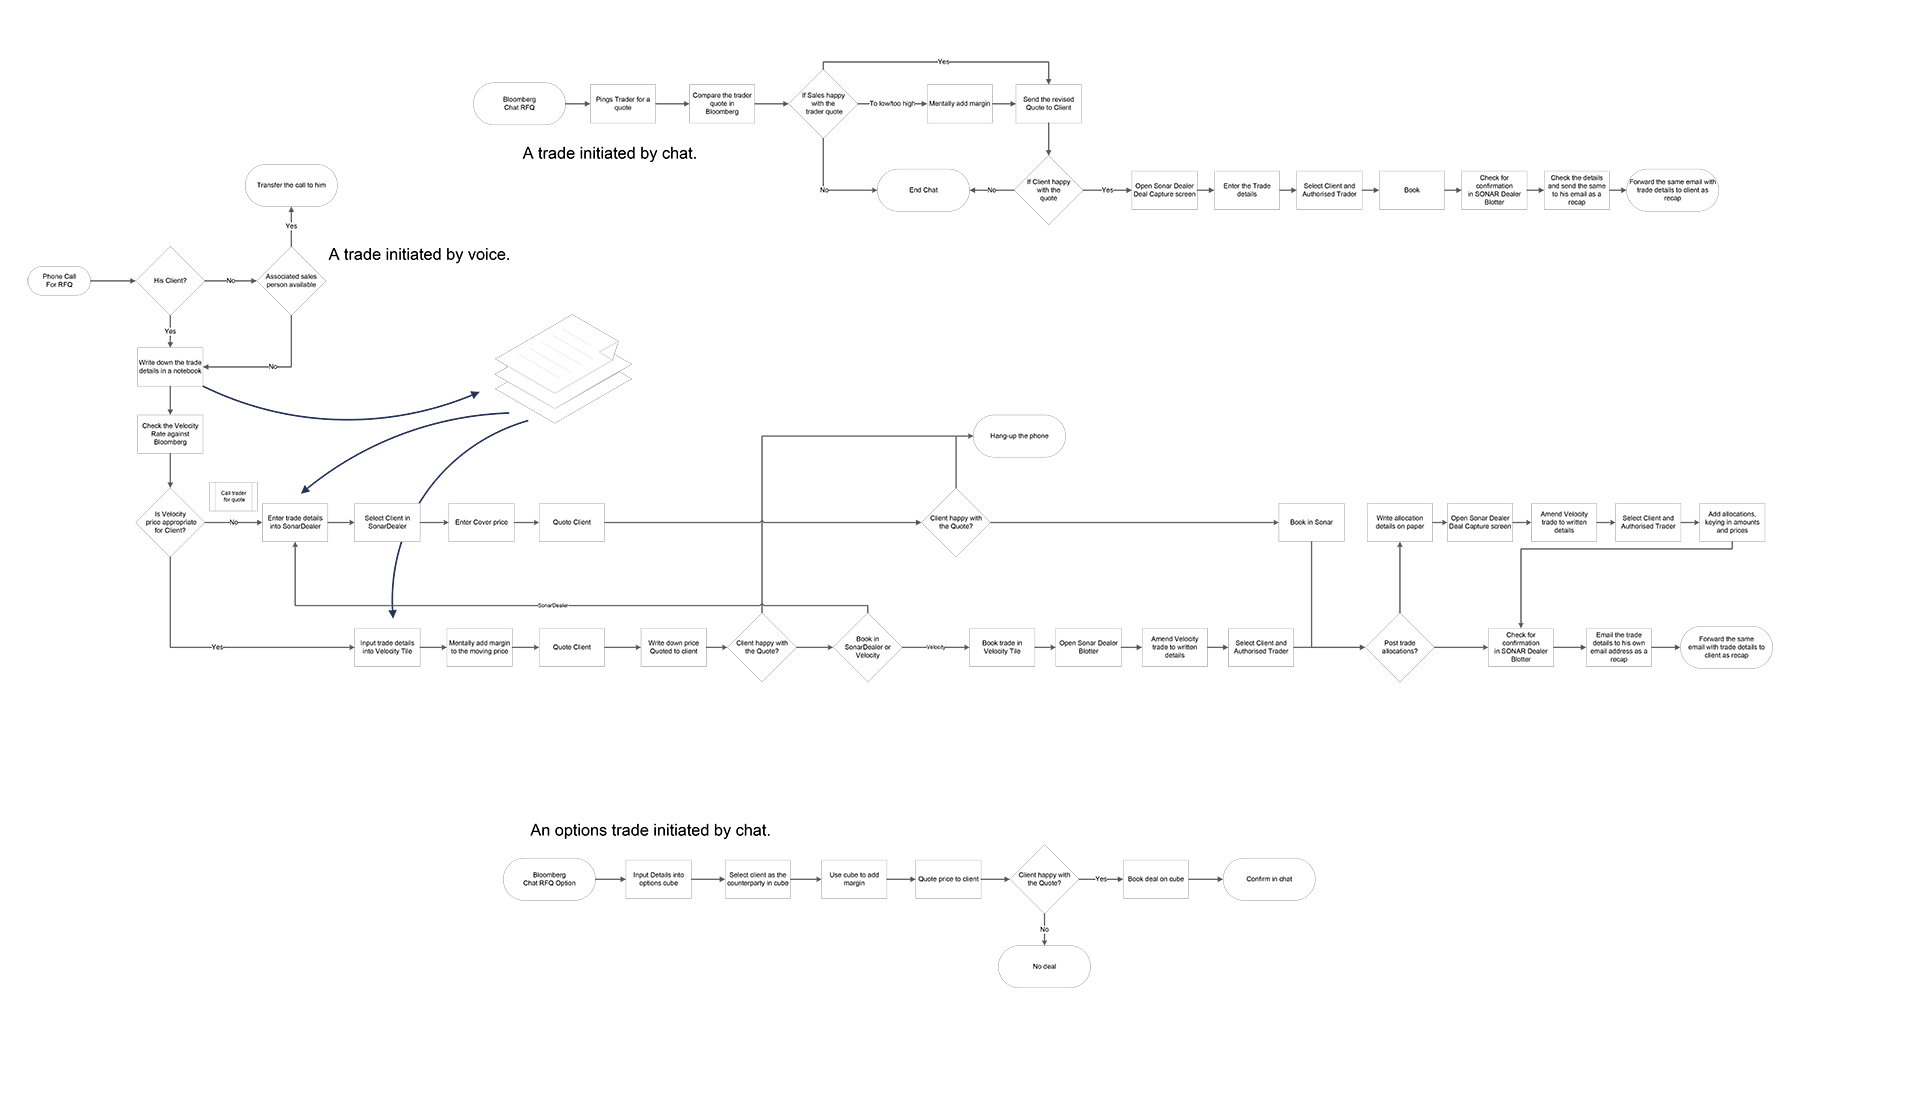 Yes
Bloomberg
Chat RFQ
Pings Trader for a
quote
Compare the trader
quote in
Bloomberg
If Sales happy
with the
trader quote
To low/too high
Mentally add margin
Send the revised
Quote to Client
A trade initiated by chat.
No
End Chat
No
If Client happy
with the
quote
Yes
Open Sonar Dealer
Deal Capture screen
Enter the Trade
details
Select Client and
Authorised Trader
Book
Check for
confirmation
in SONAR Dealer
Blotter
Check the details
and send the same
to his email as a
recap
Forward the same email with
trade details to client as
recap
Transfer the call to him
Yes
A trade initiated by voice.
Phone Call
For RFQ
His Client?
No
Associated sales
person available
Yes
Write down the trade
details in a notebook
No
Check the Velocity
Rate against
Bloomberg
Hang-up the phone
Call trader
for quote
Is Velocity
price appropriate
for Client?
No
Enter trade details
into SonarDealer
Select Client in
SonarDealer
Enter Cover price
Quote Client
Client happy with
the Quote?
Book in Sonar
Write allocation
details on paper
Open Sonar Dealer
Deal Capture screen
Amend Velocity
trade to written
details
Select Client and
Authorised Trader
Add allocations,
keying in amounts
and prices
SonarDealer
Yes
Input trade details
into Velocity Tile
Mentally add margin
to the moving price
Quote Client
Write down price
Quoted to client
Client happy with
the Quote?
Book in
SonarDealer or
Velocity
Velocity
Book trade in
Velocity Tile
Open Sonar Dealer
Blotter
Amend Velocity
trade to written
details
Select Client and
Authorised Trader
Post trade
allocations?
Check for
confirmation
in SONAR Dealer
Blotter
Email the trade
details to his own
email address as a
recap
Forward the same
email with trade details to
client as recap
An options trade initiated by chat.
Bloomberg
Chat RFQ Option
Input Details into
options cube
Select client as the
counterparty in cube
Use cube to add
margin
Quote price to client
Client happy with
the Quote?
Yes
Book deal on cube
Confirm in chat
No
No deal